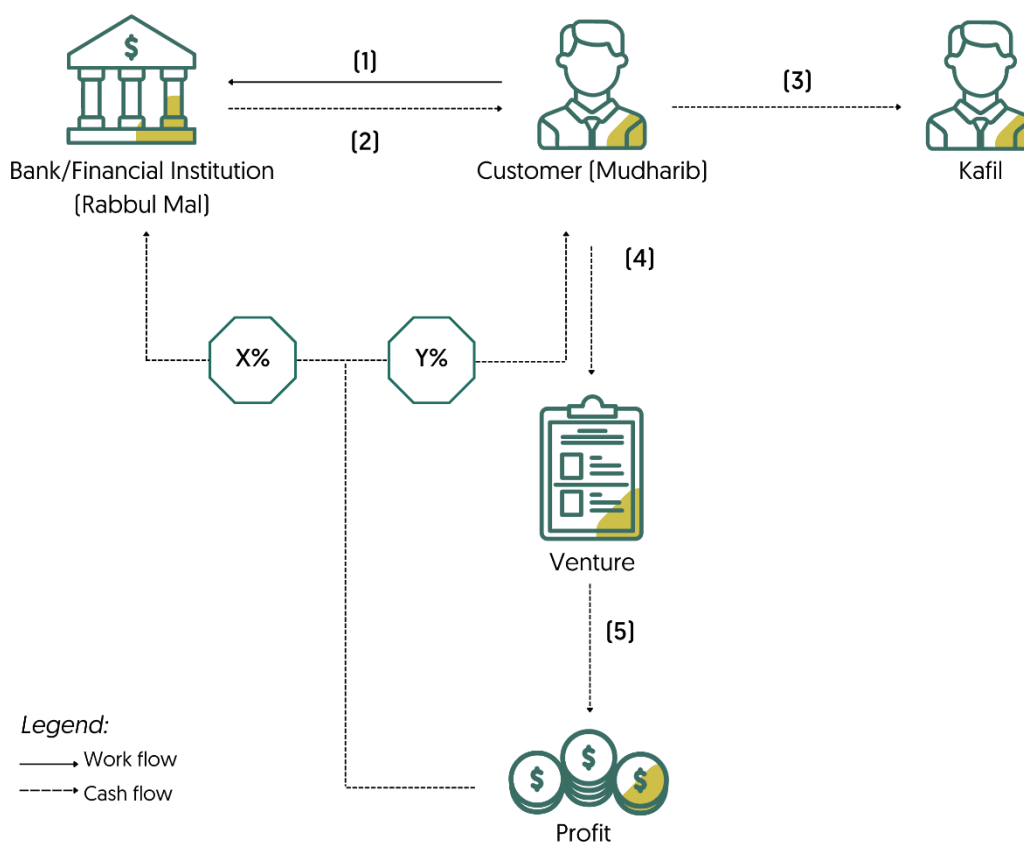 $
(1)
(2)
(3)
Bank/Financial Institution
(Rabbul Mal)
Customer (Mudharib)
Kafil
(4)
X%
Y%
Venture
(5)
Legend:
Work flow
Cash flow
$ $ $
Profit